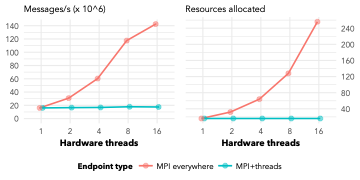 Messages/s (x 10^6)
Resources allocated
140
120
100
80
60
40
20
0
240
200
160
120
80
40
1 2 4 8 16
1 2 4 8 16
Hardware threads
Hardware threads
Endpoint type MPI everywhere MPI+threads